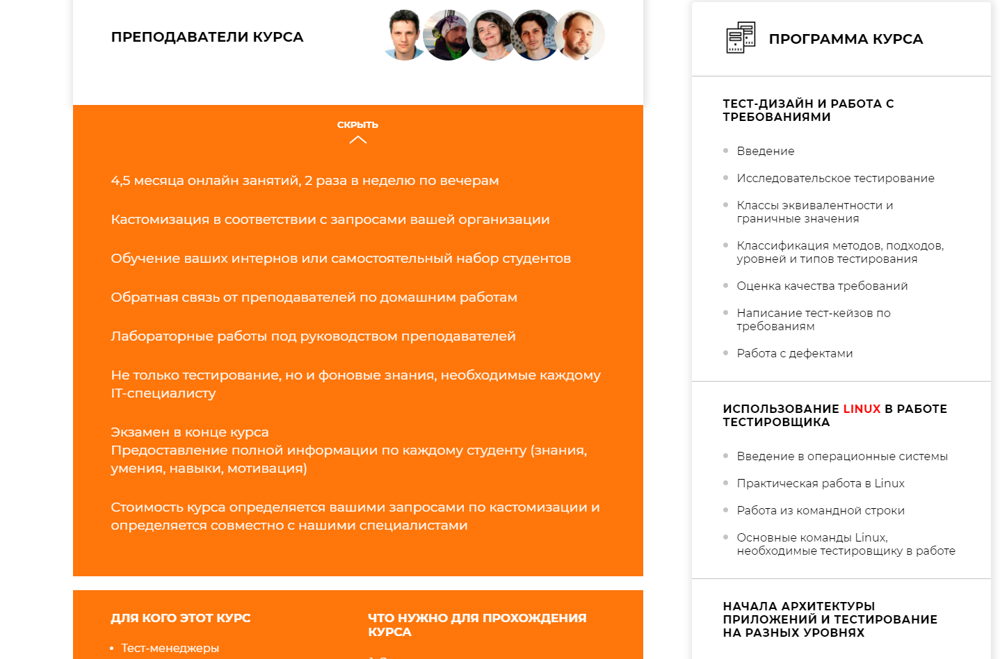 ПРЕПОДАВАТЕЛИ КУРСА
СКРЫТЬ
4,5 месяца онлайн занятий, 2 раза в неделю по вечерам
Кастомизация в соответствии с запросами вашей организации
Обучение ваших интернов или самостоятельный набор студентов
Обратная связь от преподавателей по домашним работам
Лабораторные работы под руководством преподавателей
Не только тестирование, но и фоновые знания, необходимые каждому
IT-специалисту
Экзамен в конце курса
Предоставление полной информации по каждому студенту (знания,
умения, навыки, мотивация)
Стоимость курса определяется вашими запросами по кастомизации и
определяется совместно с нашими специалистами
ДЛЯ КОГО ЭТОТ КУРС
Тест-менеджеры
ЧТО НУЖНО ДЛЯ ПРОХОЖДЕНИЯ
КУРСА
ПРОГРАММА КУРСА
ТЕСТ-ДИЗАЙН И РАБОТА С
ТРЕБОВАНИЯМИ
Введение
Исследовательское тестирование
Классы эквивалентности и
граничные значения
Классификация методов, подходов,
уровней и типов тестирования
Оценка качества требований
Написание тест-кейзов по
требованиям
Работа с дефектами
ИСПОЛЬЗОВАНИЕ LINUX В РАБОТЕ
ТЕСТИРОВЩИКА
Введение в операционные системы
Практическая работа в Linux
Работа из командной строки
Основные команды Linux,
необходимые тестировщику в работе
НАЧАЛА АРХИТЕКТУРЫ
ПРИЛОЖЕНИЙ И ТЕСТИРОВАНИЕ
НА РАЗНЫХ УРОВНЯХ